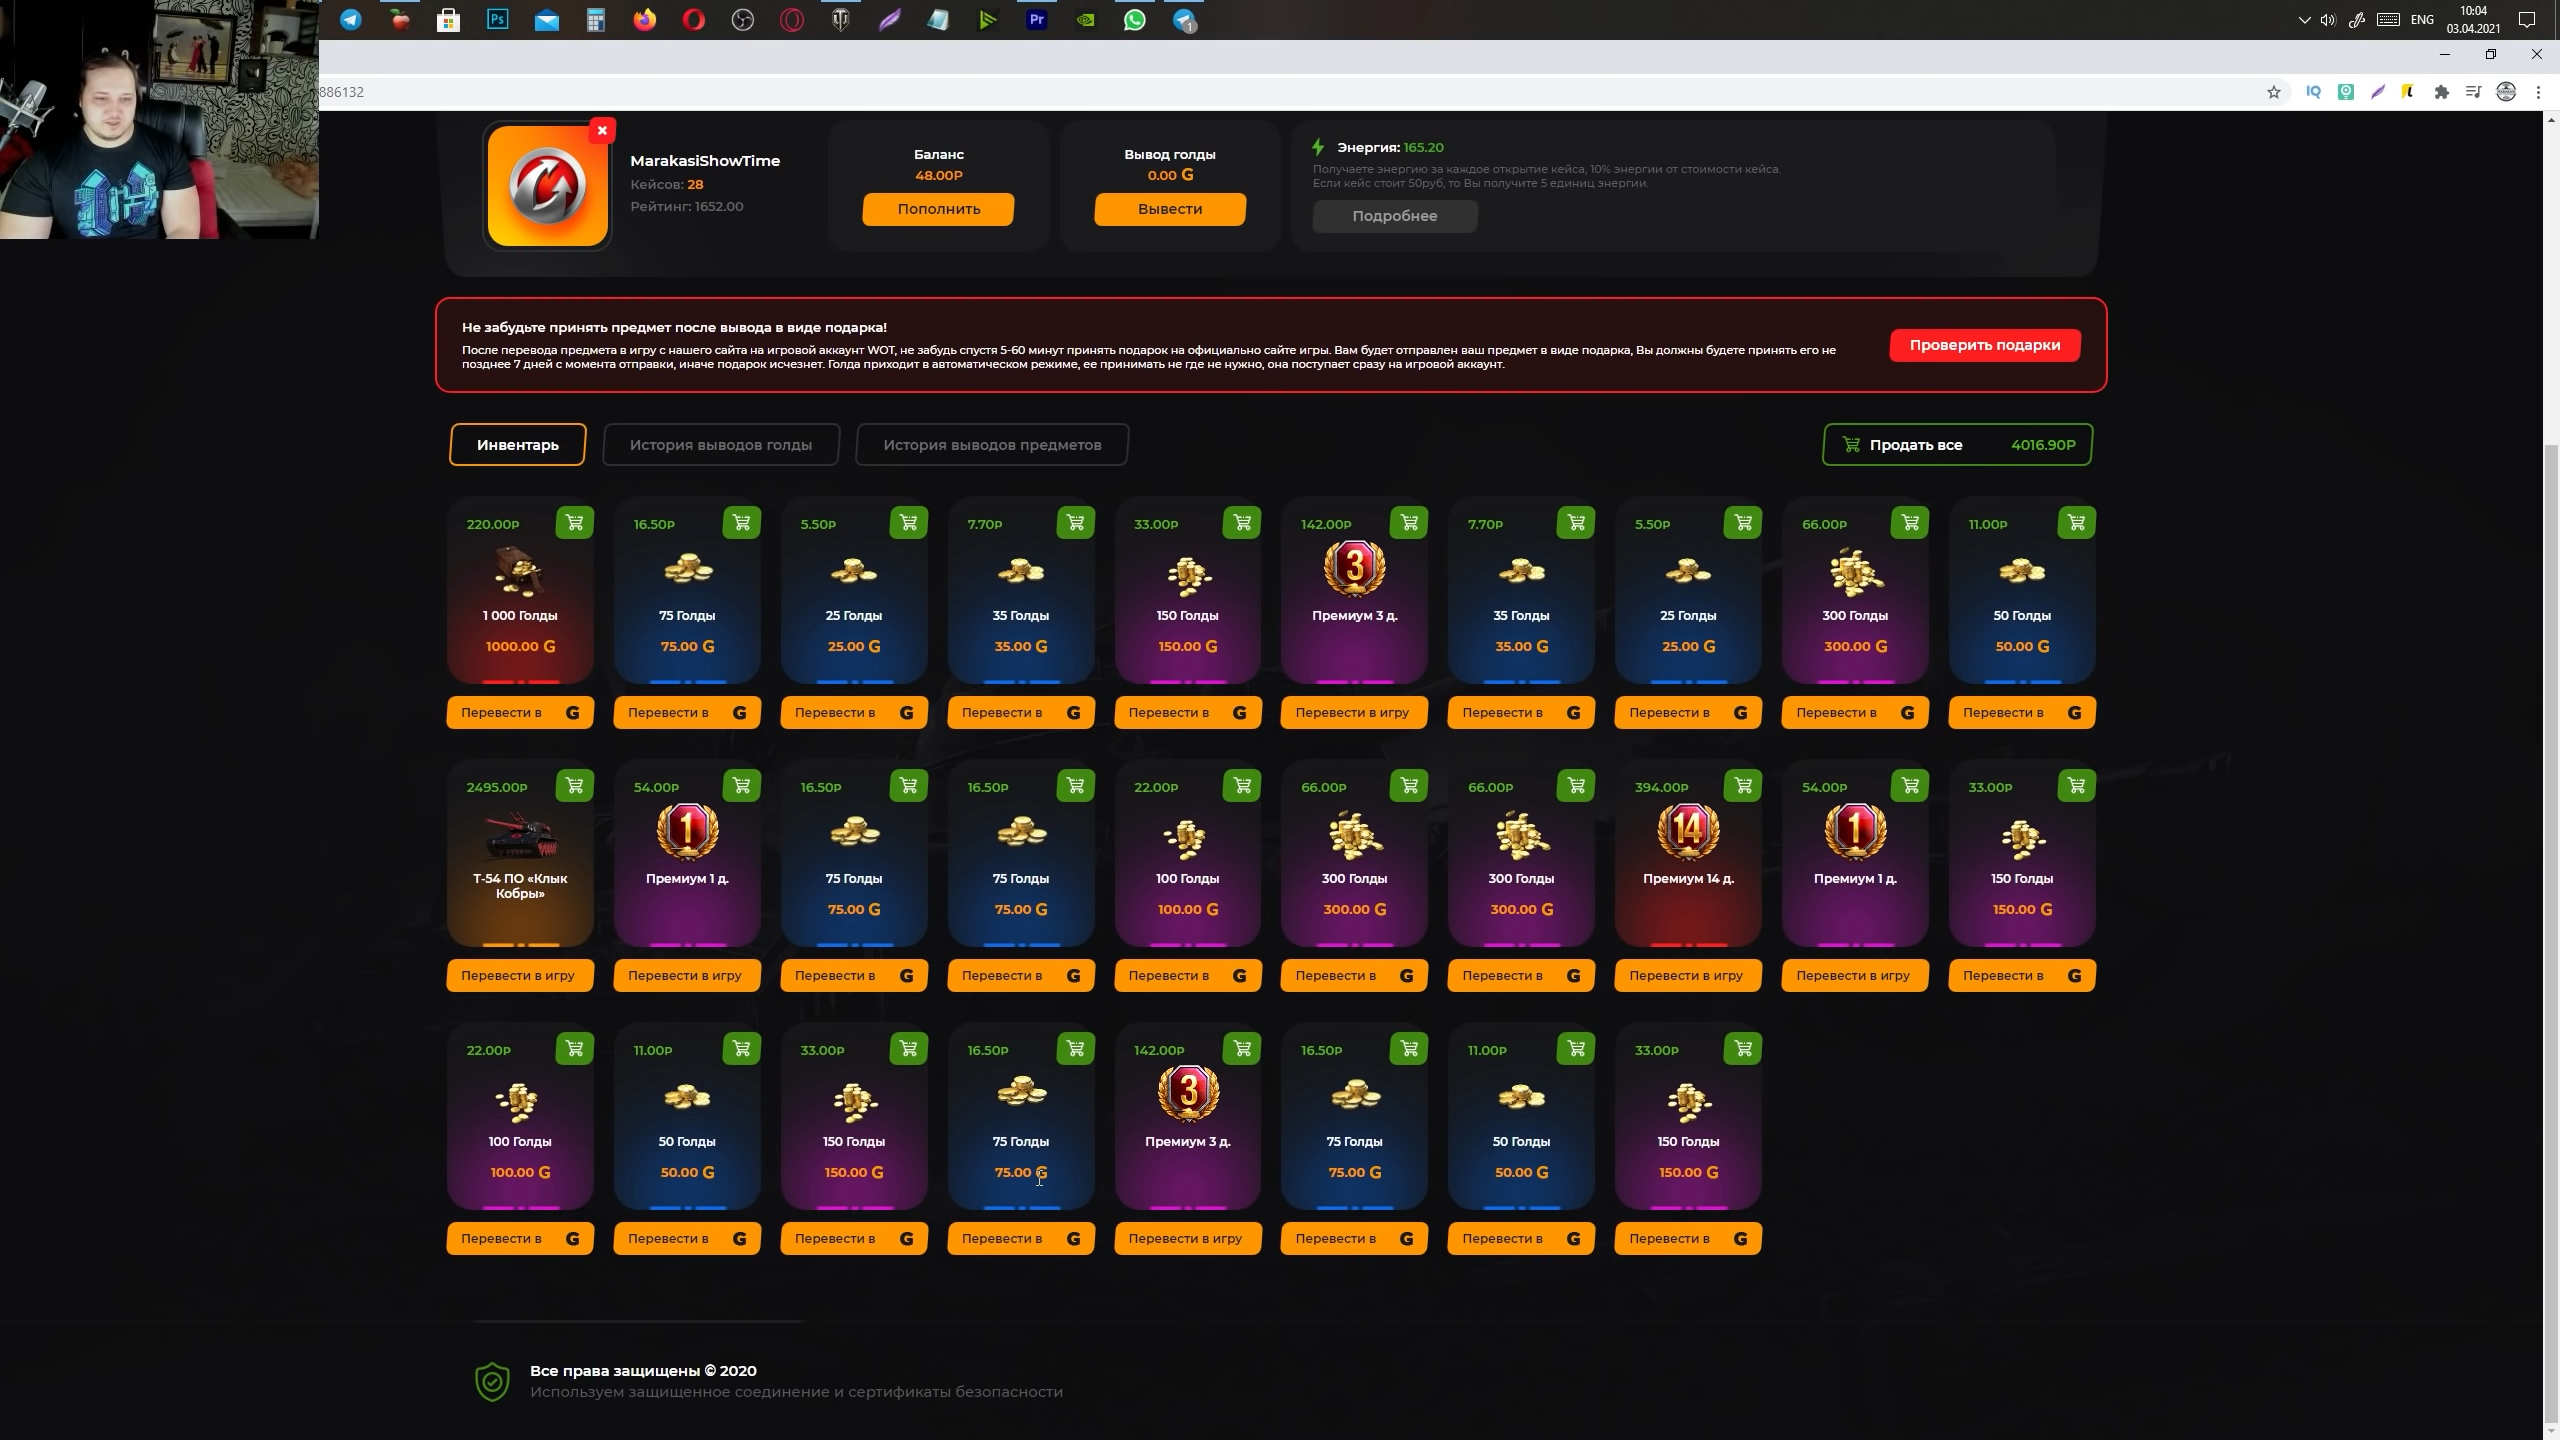 ENG
10:04
03.04.2021
886132
IQ
MarakasiShowTime
Кейсов: 28
Рейтинг: 1652.00
Баланс
48.00Р
Пополнить
Вывод голды
0.00 G
Вывести
Энергия: 165.20
Получаете энергию за каждое открытие кейса, 10% энергии от стоимости кейса.
Если кейс стоит 50руб, то Вы получите 5 единиц энергии.
Подробнее
Не забудьте принять предмет после вывода в виде подарка!
После перевода предмета в игру с нашего сайта на игровой аккаунт WOT, не забудь спустя 5-60 минут принять подарок на официально сайте игры. Вам будет отправлен ваш предмет в виде подарка, Вы должны будете принять его не
позднее 7 дней с момента отправки, иначе подарок исчезнет. Голда приходит в автоматическом режиме, ее принимать не где не нужно, она поступает сразу на игровой аккаунт.
Проверить подарки
Инвентарь История выводов голды История выводов предметов Продать все 4016.90Р
220.00Р 16.50Р 5.50Р 7.70Р 33.00Р 142.00Р 7.70Р 5.50Р 66.00Р 11.00Р
3
1 000 Голды 75 Голды 25 Голды 35 Голды 150 Голды Премиум 3 д. 35 Голды 25 Голды 300 Голды 50 Голды
1000.00 G 75.00 G 25.00 G 35.00 G 150.00 G 35.00 G 25.00 G 300.00 G 50.00 G
Перевести в G Перевести в G Перевести в G Перевести в G Перевести в G Перевести в игру Перевести в G Перевести в G Перевести в G Перевести в G
2495.00Р 54.00Р 16.50Р 16.50Р 22.00Р 66.00Р 66.00Р 394.00Р 54.00Р 33.00Р
1 14 1
Т-54 ПО «Клык Премиум 1 д. 75 Голды 75 Голды 100 Голды 300 Голды 300 Голды Премиум 14 д. Премиум 1 д. 150 Голды
Кобры»
75.00 G 75.00 G 100.00 G 300.00 G 300.00 G 150.00 G
Перевести в игру Перевести в игру Перевести в G Перевести в G Перевести в G Перевести в G Перевести в G Перевести в игру Перевести в игру Перевести в G
22.00Р 11.00Р 33.00Р 16.50Р 142.00Р 16.50Р 11.00Р 33.00Р
3
100 Голды 50 Голды 150 Голды 75 Голды Премиум 3 д. 75 Голды 50 Голды 150 Голды
100.00 G 50.00 G 150.00 G 75.00 G 75.00 G 50.00 G 150.00 G
Перевести в G Перевести в G Перевести в G Перевести в G Перевести в игру Перевести в G Перевести в G Перевести в G
Все права защищены © 2020
Используем защищенное соединение и сертификаты безопасности